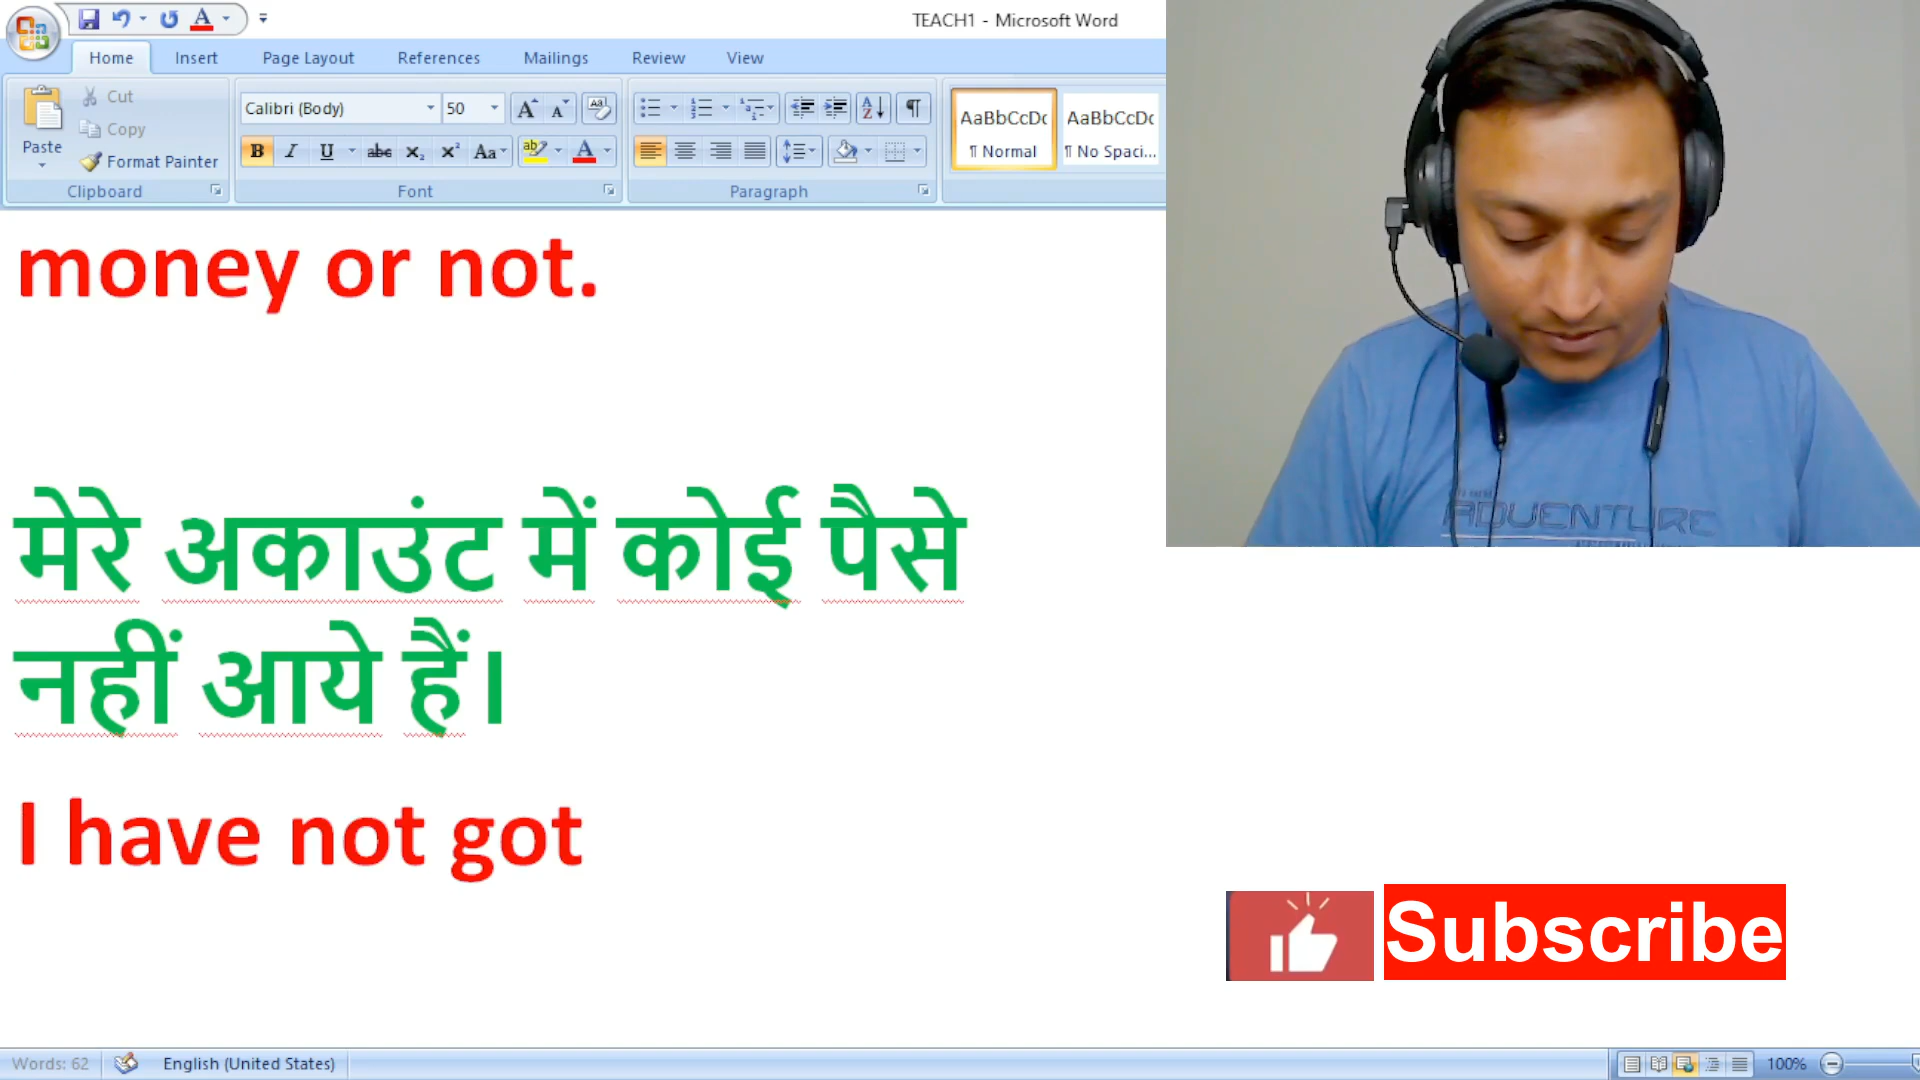 TEACH1 - Microsoft Word
Home Insert Page Layout References Mailings Review View
Paste
Cut
Copy
Format Painter
Clipboard
Calibri (Body) 50
Font
Paragraph
AaBbCcDc AaBbCcDc
¶ Normal ¶ No Spaci...
money or not.
मेरे अकाउंट में कोई पैसे
नहीं आये हैं।
I have not got
ADVENTURE
Subscribe
Words: 62 English (United States) 100%